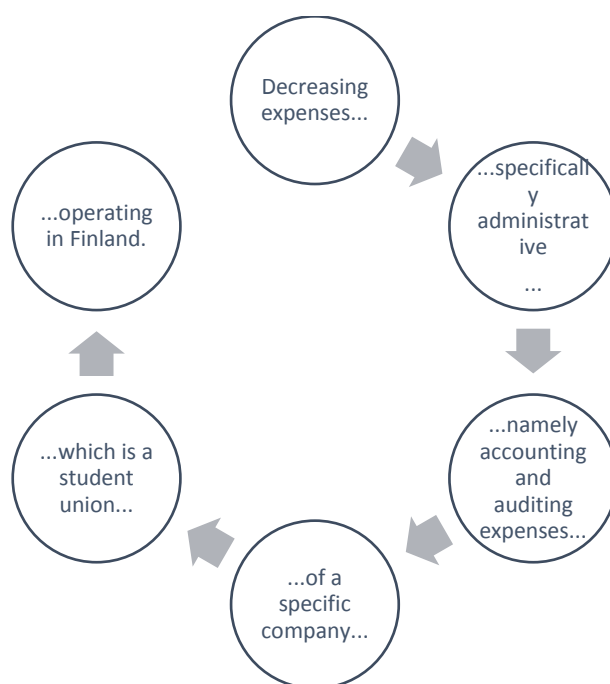 Decreasing
expenses...
...specificall
y
administrat
ive
...
...namely
accounting
and
auditing
expenses...
...of a
specific
company...
...which is a
student
union...
...operating
in Finland.